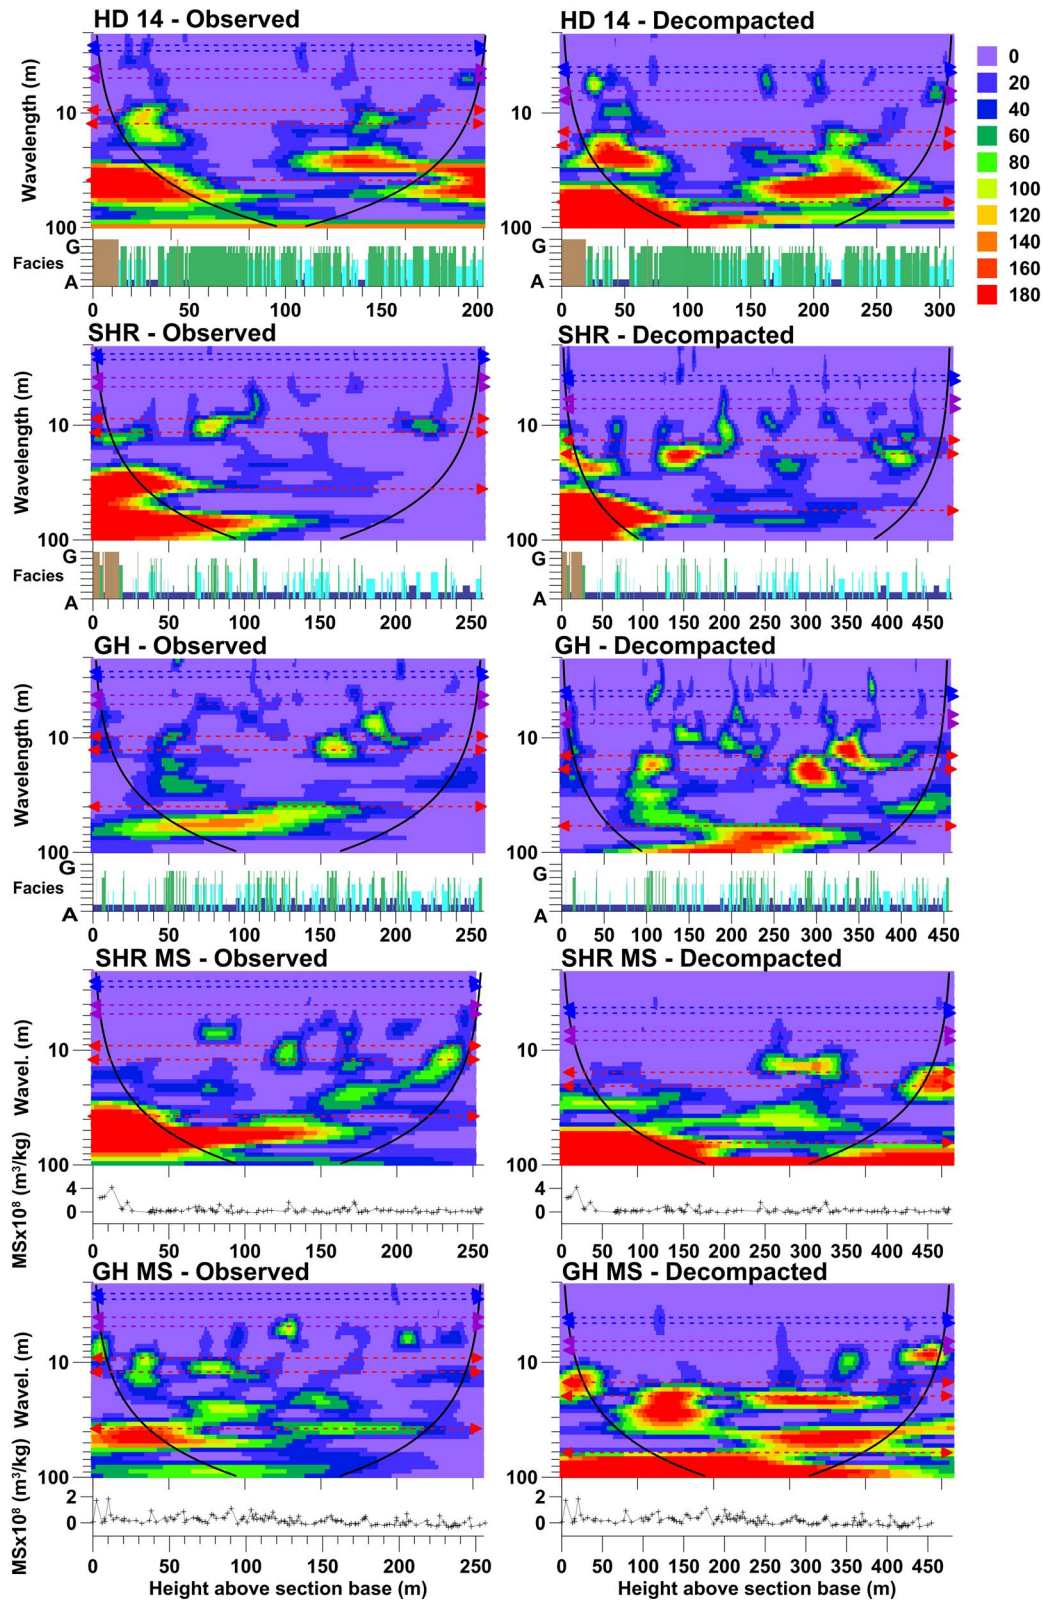 HD 14 - Observed
HD 14 - Decompacted
Wavelength (m)
10
100
0
20
40
60
80
100
120
140
160
180
G
Facies
A
0 50 100 150 200
0 50 100 150 200 250 300
SHR - Observed
SHR - Decompacted
Wavelength (m)
10
100
10
100
G
Facies
A
G
A
0 50 100 150 200 250
0 50 100 150 200 250 300 350 400 450
GH - Observed
GH - Decompacted
Wavelength (m)
10
100
10
100
G
Facies
A
G
A
0 50 100 150 200 250
0 50 100 150 200 250 300 350 400 450
SHR MS - Observed
SHR MS - Decompacted
Wavel. (m)
10
100
10
100
MSx10⁸ (m³/kg)
4
0
4
0
0 50 100 150 200 250
0 50 100 150 200 250 300 350 400 450
GH MS - Observed
GH MS - Decompacted
Wavel. (m)
10
100
10
100
MSx10⁸ (m³/kg)
2
0
2
0
0 50 100 150 200 250
0 50 100 150 200 250 300 350 400 450
Height above section base (m)
Height above section base (m)